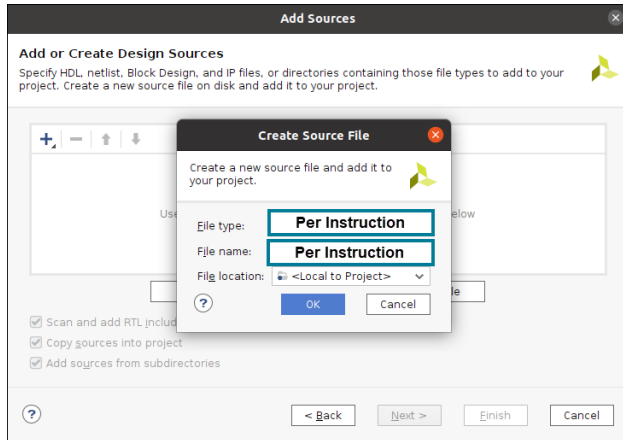 Add Sources
Add or Create Design Sources
Specify HDL, netlist, Block Design, and IP files, or directories containing those file types to add to your
project. Create a new source file on disk and add it to your project.
Create Source File
Create a new source file and add it to
your project.
Use
elow
File type: Per Instruction
File name: Per Instruction
File location: <Local to Project>
le
? OK Cancel
Scan and add RTL includ
Copy sources into project
Add sources from subdirectories
? < Back Next > Finish Cancel